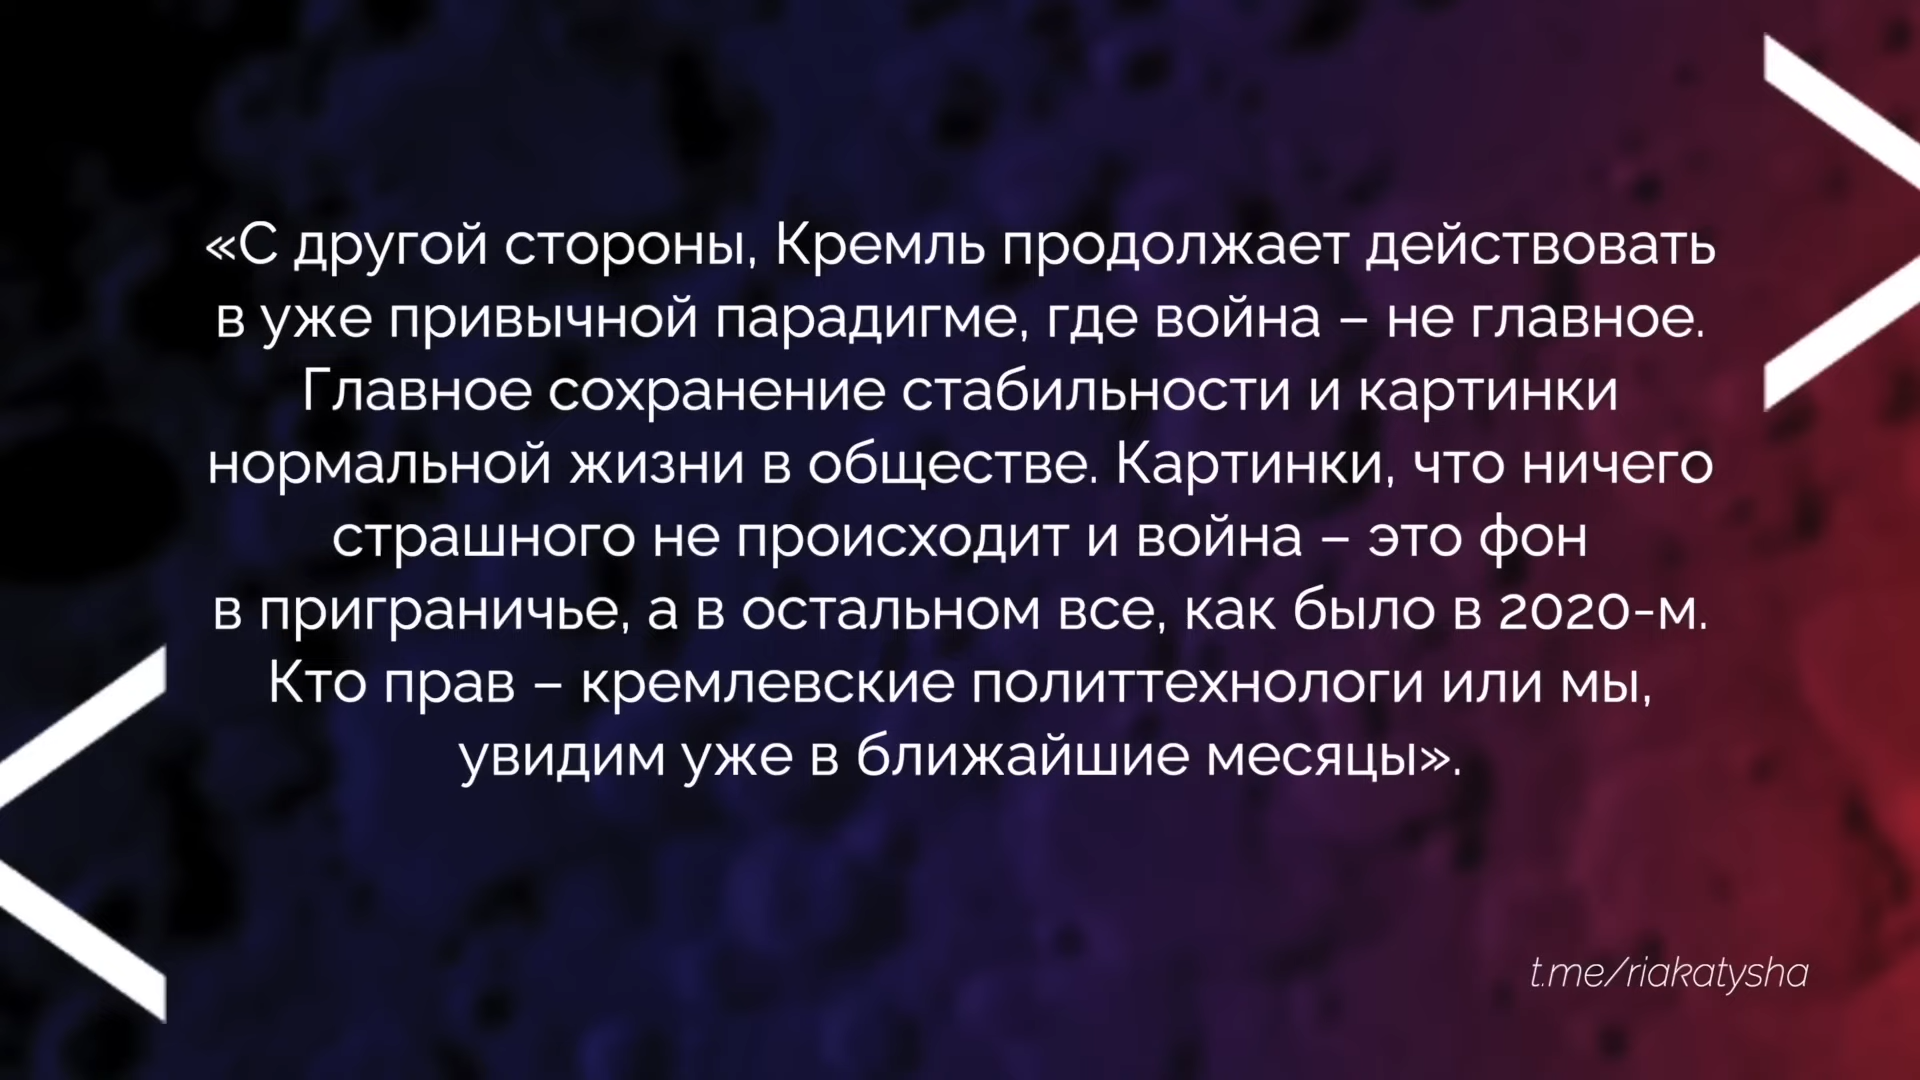 «С другой стороны, Кремль продолжает действовать
в уже привычной парадигме, где война – не главное.
Главное сохранение стабильности и картинки
нормальной жизни в обществе. Картинки, что ничего
страшного не происходит и война – это фон
в приграничье, а в остальном все, как было в 2020-м.
Кто прав – кремлевские политтехнологи или мы,
увидим уже в ближайшие месяцы».
t.me/riakatysha